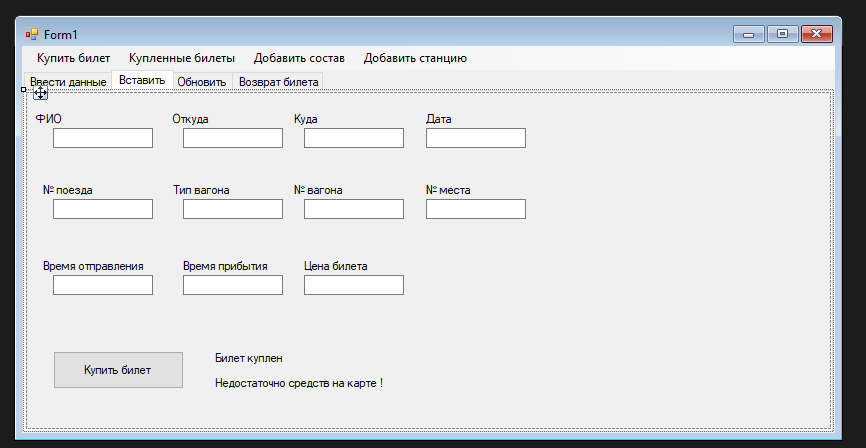 Form1
Купить билет Купленные билеты Добавить состав Добавить станцию
Ввести данные Вставить Обновить Возврат билета
ФИО Откуда Куда Дата
№ поезда Тип вагона № вагона № места
Время отправления Время прибытия Цена билета
Купить билет
Билет куплен
Недостаточно средств на карте !